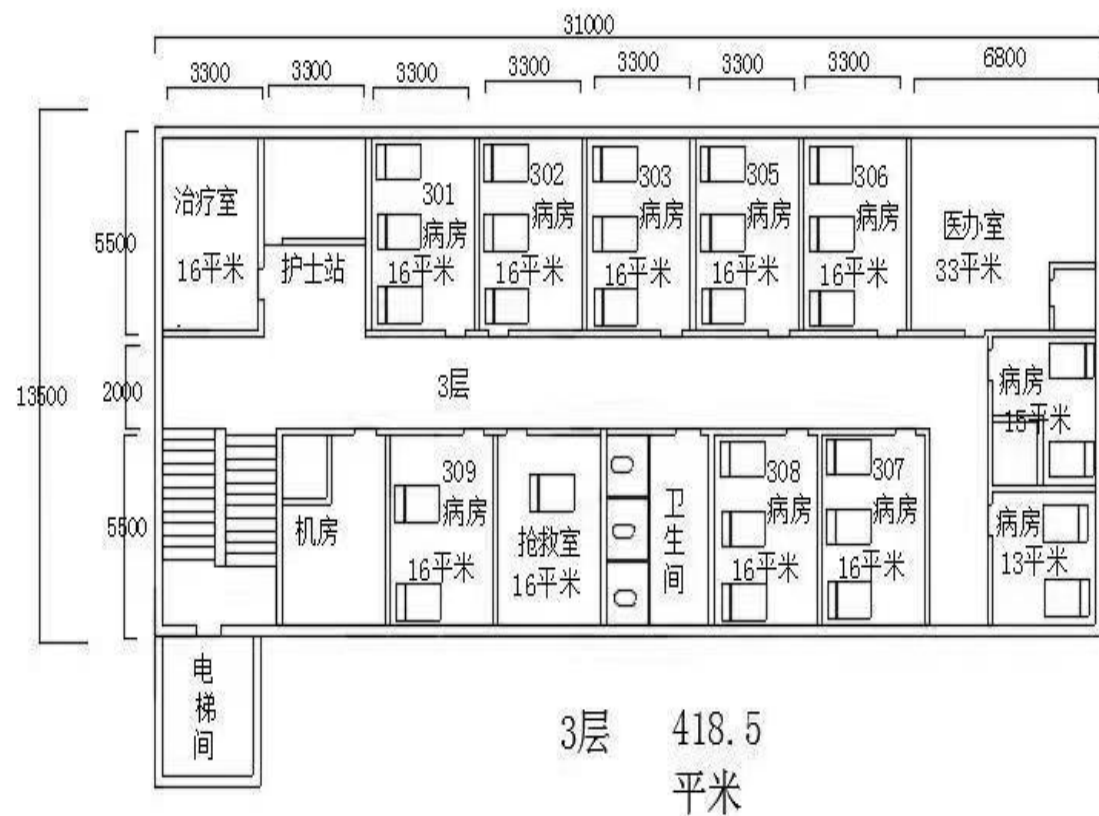 31000
3300
3300
3300
3300
3300
3300
3300
6800
13500
5500
2000
5500
治疗室
16平米
护士站
301
病房
16平米
302
病房
16平米
303
病房
16平米
305
病房
16平米
306
病房
16平米
医办室
33平米
3层
病房
15平米
机房
309
病房
16平米
抢救室
16平米
卫生间
308
病房
16平米
307
病房
16平米
病房
13平米
电梯间
3层 418.5
平米